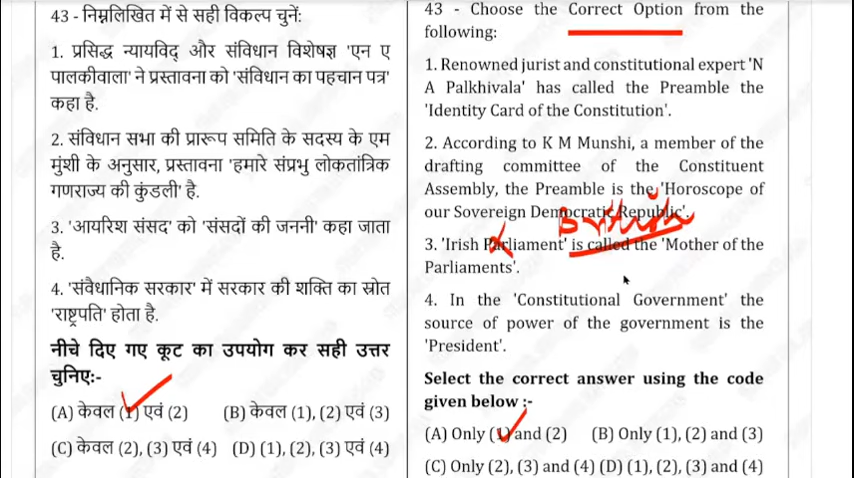 43 - निम्नलिखित में से सही विकल्प चुनें:
1. प्रसिद्ध न्यायविद् और संविधान विशेषज्ञ 'एन ए
पालकीवाला' ने प्रस्तावना को 'संविधान का पहचान पत्र'
कहा है.
2. संविधान सभा की प्रारूप समिति के सदस्य के एम
मुंशी के अनुसार, प्रस्तावना 'हमारे संप्रभु लोकतांत्रिक
गणराज्य की कुंडली' है.
3. 'आयरिश संसद' को 'संसदों की जननी' कहा जाता
है.
4. 'संवैधानिक सरकार' में सरकार की शक्ति का स्रोत
'राष्ट्रपति' होता है.
नीचे दिए गए कूट का उपयोग कर सही उत्तर
चुनिए:-
(A) केवल (1) एवं (2) (B) केवल (1), (2) एवं (3)
(C) केवल (2), (3) एवं (4) (D) (1), (2), (3) एवं (4)
43 - Choose the Correct Option from the
following:
1. Renowned jurist and constitutional expert 'N
A Palkhivala' has called the Preamble the
'Identity Card of the Constitution'.
2. According to K M Munshi, a member of the
drafting committee of the Constituent
Assembly, the Preamble is the 'Horoscope of
our Sovereign Democratic Republic'.
British
3. 'Irish Parliament' is called the 'Mother of the
Parliaments'.
4. In the 'Constitutional Government' the
source of power of the government is the
'President'.
Select the correct answer using the code
given below :-
(A) Only (1) and (2) (B) Only (1), (2) and (3)
(C) Only (2), (3) and (4) (D) (1), (2), (3) and (4)